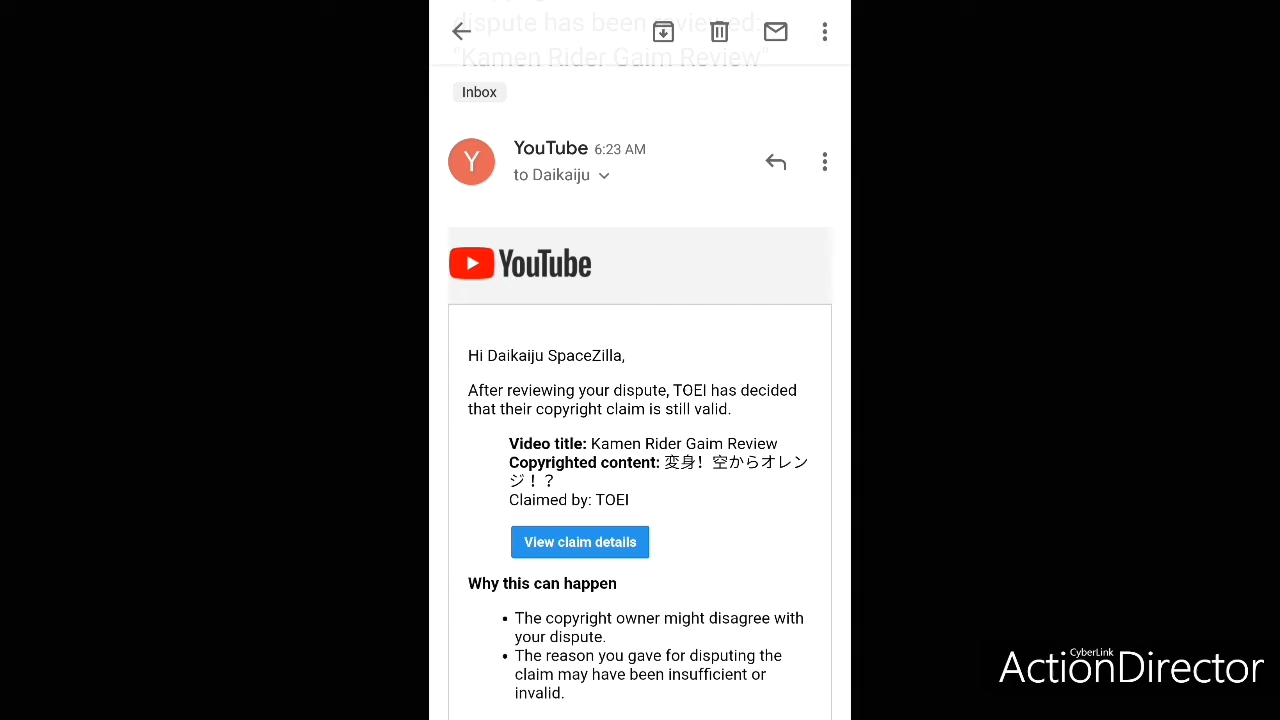 dispute has been reviewed:
"Kamen Rider Gaim Review"
Inbox
Y
YouTube 6:23 AM
to Daikaiju
YouTube
Hi Daikaiju SpaceZilla,
After reviewing your dispute, TOEI has decided
that their copyright claim is still valid.
Video title: Kamen Rider Gaim Review
Copyrighted content: 変身！空からオレン
ジ！？
Claimed by: TOEI
View claim details
Why this can happen
• The copyright owner might disagree with
your dispute.
• The reason you gave for disputing the
claim may have been insufficient or
invalid.
CyberLink
ActionDirector